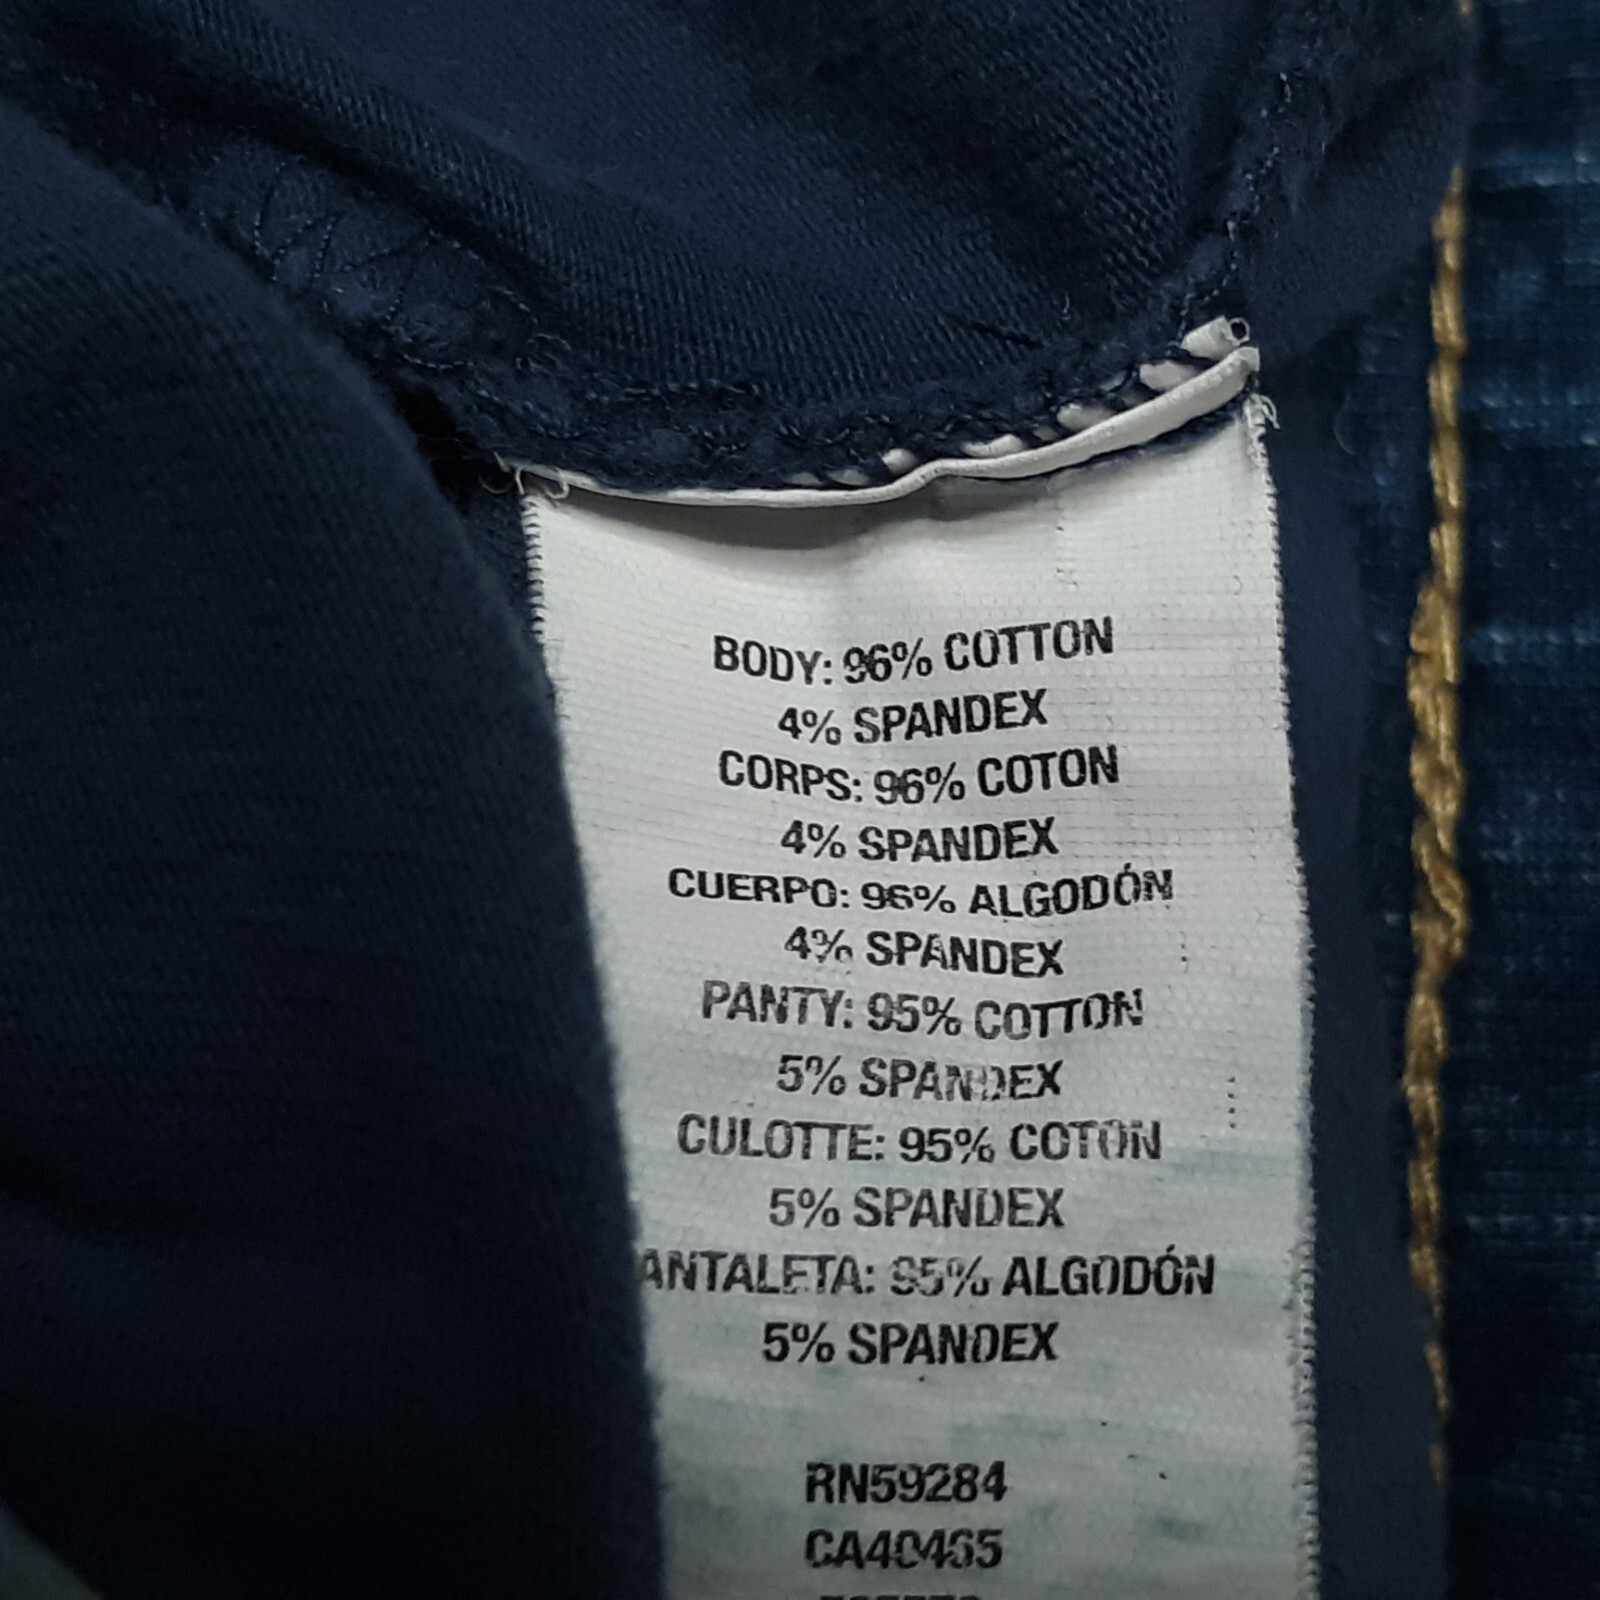 BODY: 96% COTTON
4% SPANDEX
CORPS: 96% COTON
4% SPANDEX
CUERPO: 96% ALGODÓN
4% SPANDEX
PANTY: 95% COTTON
5% SPANDEX
CULOTTE: 95% COTON
5% SPANDEX
ANTALETA: 95% ALGODÓN
5% SPANDEX
RN59284
CA40465